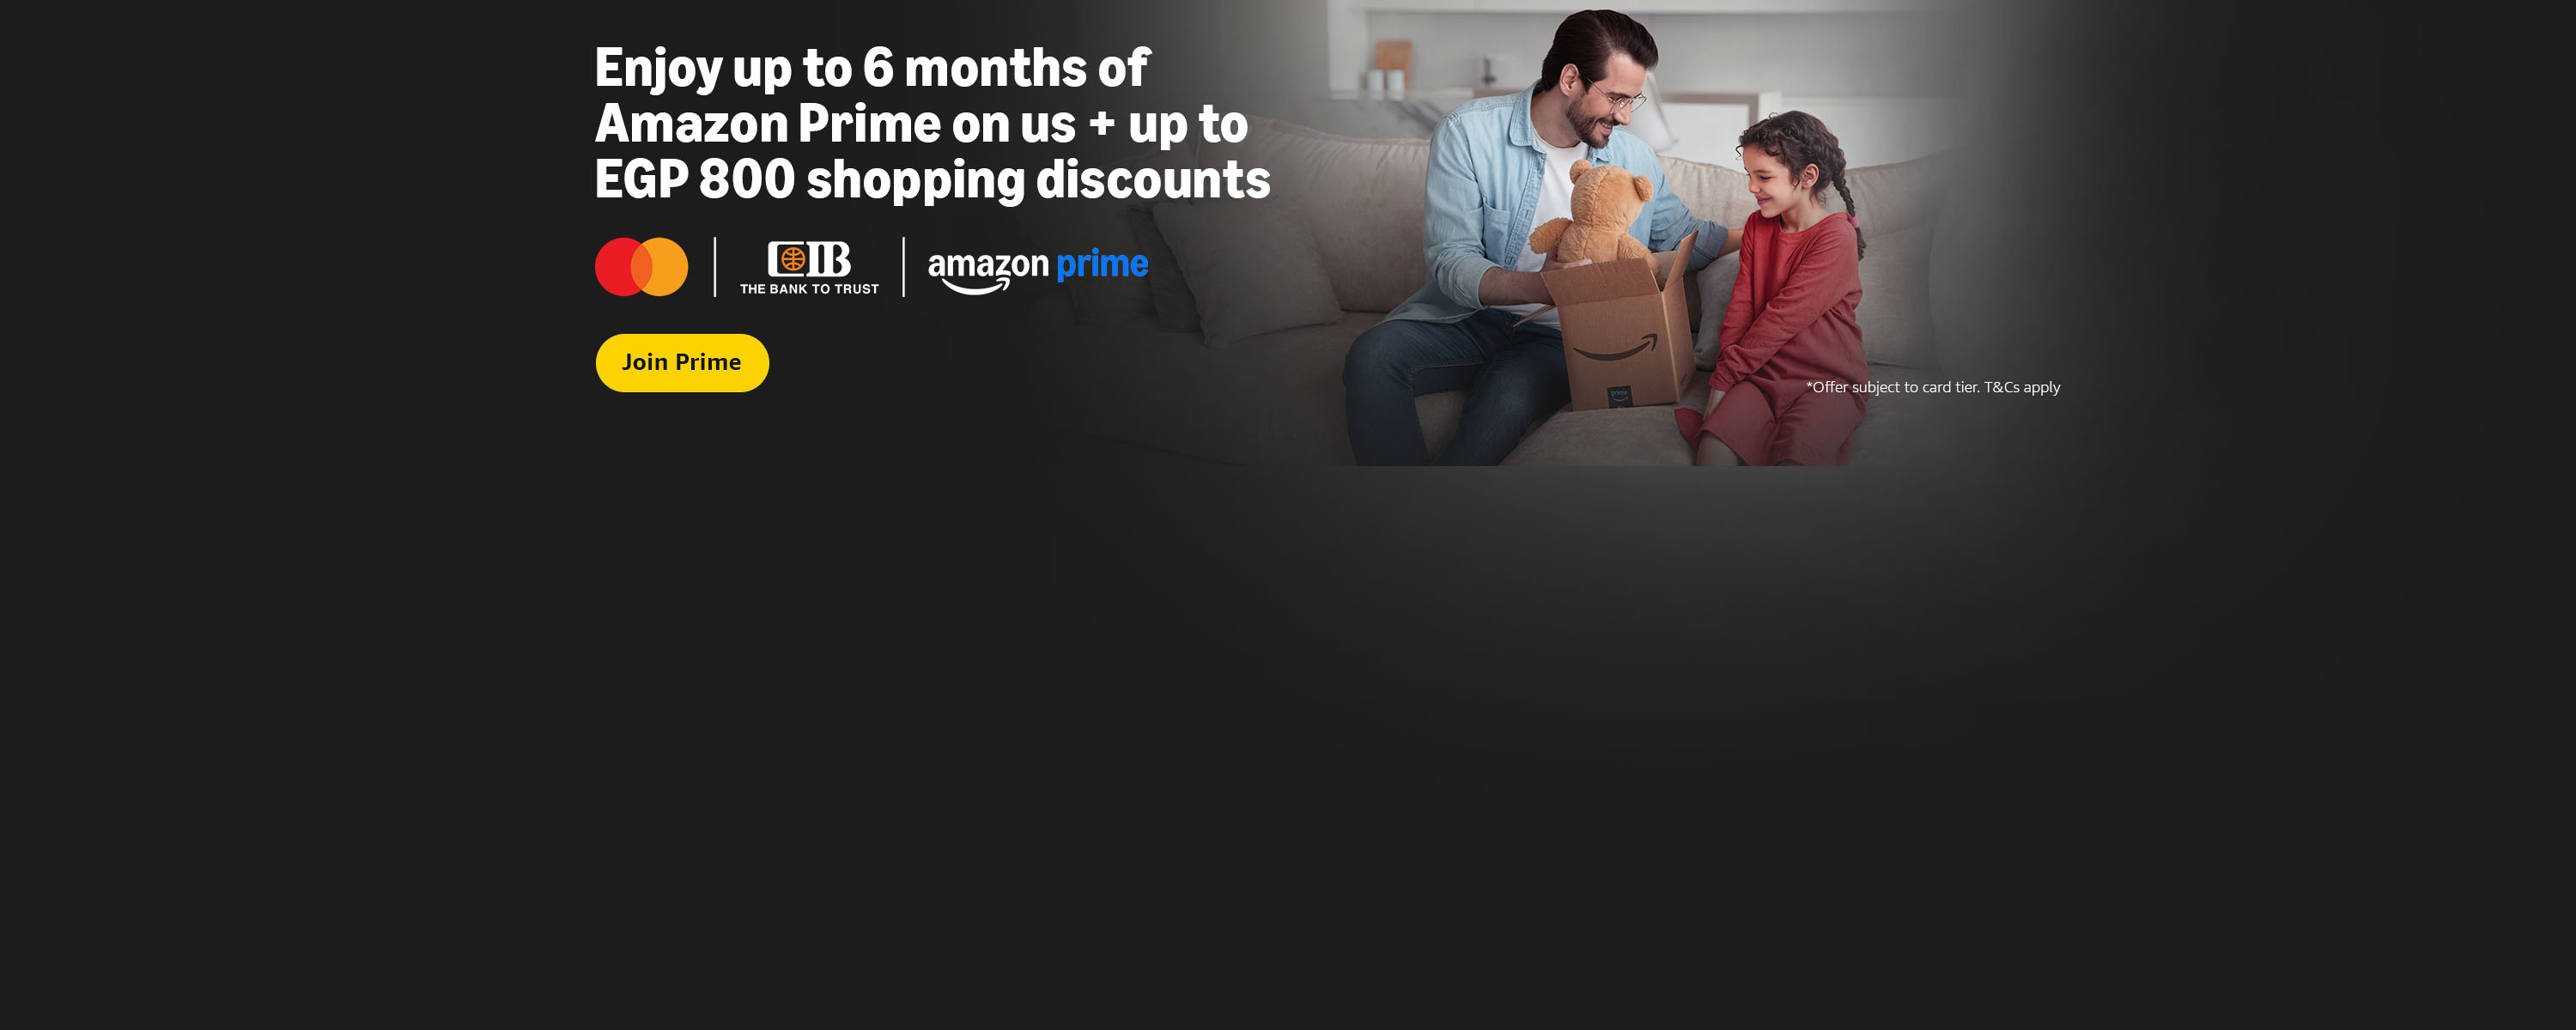 Enjoy up to 6 months of
Amazon Prime on us + up to
EGP 800 shopping discounts
CIB
THE BANK TO TRUST
amazon prime
Join Prime
prime
*Offer subject to card tier. T&Cs apply